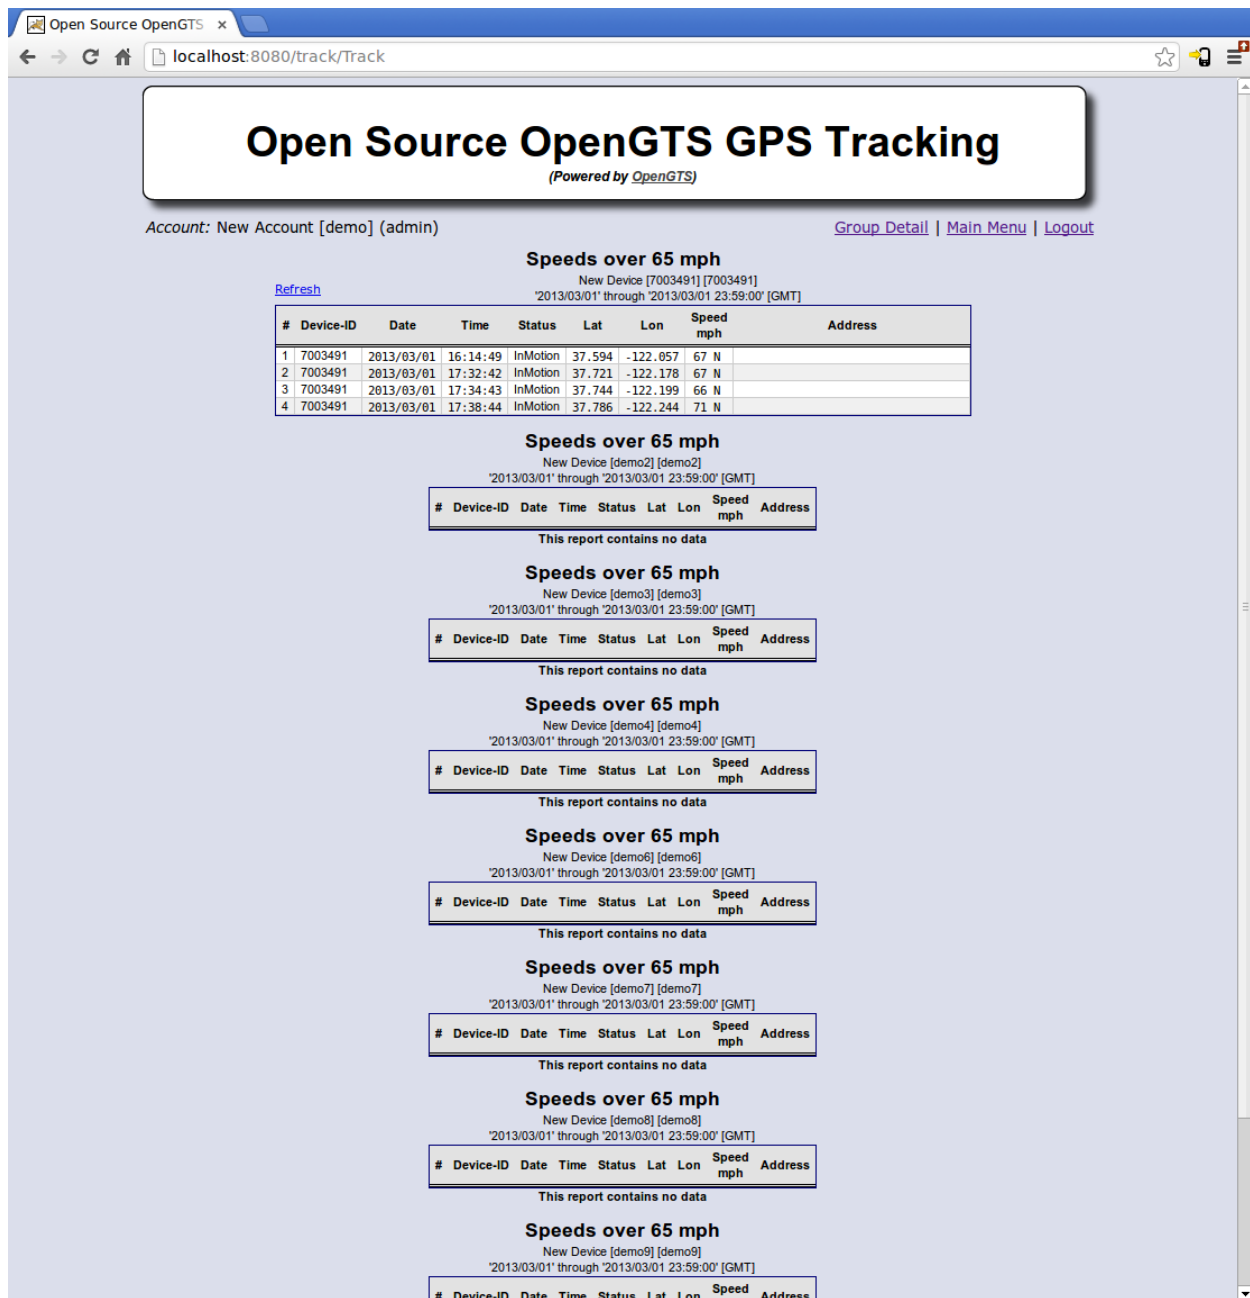 Open Source OpenGTS ×
localhost:8080/track/Track
Open Source OpenGTS GPS Tracking
(Powered by OpenGTS)
Account: New Account [demo] (admin)
Group Detail | Main Menu | Logout
Speeds over 65 mph
New Device [7003491] [7003491]
Refresh
'2013/03/01' through '2013/03/01 23:59:00' [GMT]
# Device-ID Date Time Status Lat Lon Speed mph Address
1 7003491 2013/03/01 16:14:49 InMotion 37.594 -122.057 67 N
2 7003491 2013/03/01 17:32:42 InMotion 37.721 -122.178 67 N
3 7003491 2013/03/01 17:34:43 InMotion 37.744 -122.199 66 N
4 7003491 2013/03/01 17:38:44 InMotion 37.786 -122.244 71 N
Speeds over 65 mph
New Device [demo2] [demo2]
'2013/03/01' through '2013/03/01 23:59:00' [GMT]
# Device-ID Date Time Status Lat Lon Speed mph Address
This report contains no data
Speeds over 65 mph
New Device [demo3] [demo3]
'2013/03/01' through '2013/03/01 23:59:00' [GMT]
# Device-ID Date Time Status Lat Lon Speed mph Address
This report contains no data
Speeds over 65 mph
New Device [demo4] [demo4]
'2013/03/01' through '2013/03/01 23:59:00' [GMT]
# Device-ID Date Time Status Lat Lon Speed mph Address
This report contains no data
Speeds over 65 mph
New Device [demo6] [demo6]
'2013/03/01' through '2013/03/01 23:59:00' [GMT]
# Device-ID Date Time Status Lat Lon Speed mph Address
This report contains no data
Speeds over 65 mph
New Device [demo7] [demo7]
'2013/03/01' through '2013/03/01 23:59:00' [GMT]
# Device-ID Date Time Status Lat Lon Speed mph Address
This report contains no data
Speeds over 65 mph
New Device [demo8] [demo8]
'2013/03/01' through '2013/03/01 23:59:00' [GMT]
# Device-ID Date Time Status Lat Lon Speed mph Address
This report contains no data
Speeds over 65 mph
New Device [demo9] [demo9]
'2013/03/01' through '2013/03/01 23:59:00' [GMT]
# Device-ID Date Time Status Lat Lon Speed Address